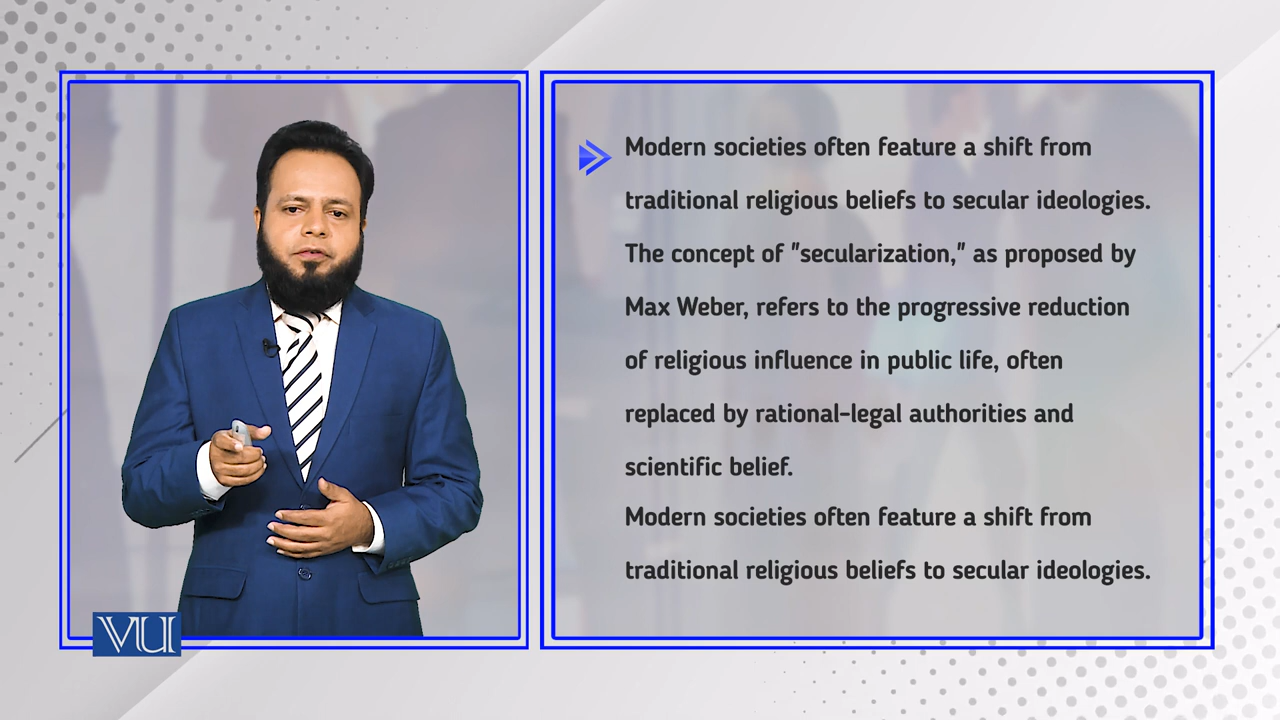 Modern societies often feature a shift from
traditional religious beliefs to secular ideologies.
The concept of "secularization," as proposed by
Max Weber, refers to the progressive reduction
of religious influence in public life, often
replaced by rational-legal authorities and
scientific belief.
Modern societies often feature a shift from
traditional religious beliefs to secular ideologies.
VU